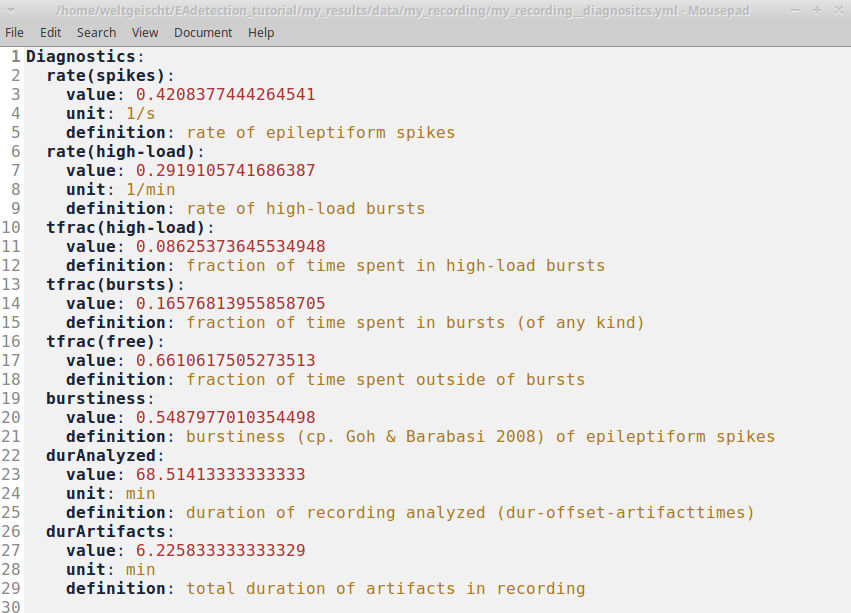 /home/weltgeischt/EAdetection_tutorial/my_results/data/my_recording/my_recording__diagnositcs.yml - Mousepad
File Edit Search View Document Help
1 Diagnostics:
2 rate(spikes):
3 value: 0.4208377444264541
4 unit: 1/s
5 definition: rate of epileptiform spikes
6 rate(high-load):
7 value: 0.2919105741686387
8 unit: 1/min
9 definition: rate of high-load bursts
10 tfrac(high-load):
11 value: 0.08625373645534948
12 definition: fraction of time spent in high-load bursts
13 tfrac(bursts):
14 value: 0.16576813955858705
15 definition: fraction of time spent in bursts (of any kind)
16 tfrac(free):
17 value: 0.6610617505273513
18 definition: fraction of time spent outside of bursts
19 burstiness:
20 value: 0.5487977010354498
21 definition: burstiness (cp. Goh & Barabasi 2008) of epileptiform spikes
22 durAnalyzed:
23 value: 68.51413333333333
24 unit: min
25 definition: duration of recording analyzed (dur-offset-artifacttimes)
26 durArtifacts:
27 value: 6.225833333333329
28 unit: min
29 definition: total duration of artifacts in recording
30